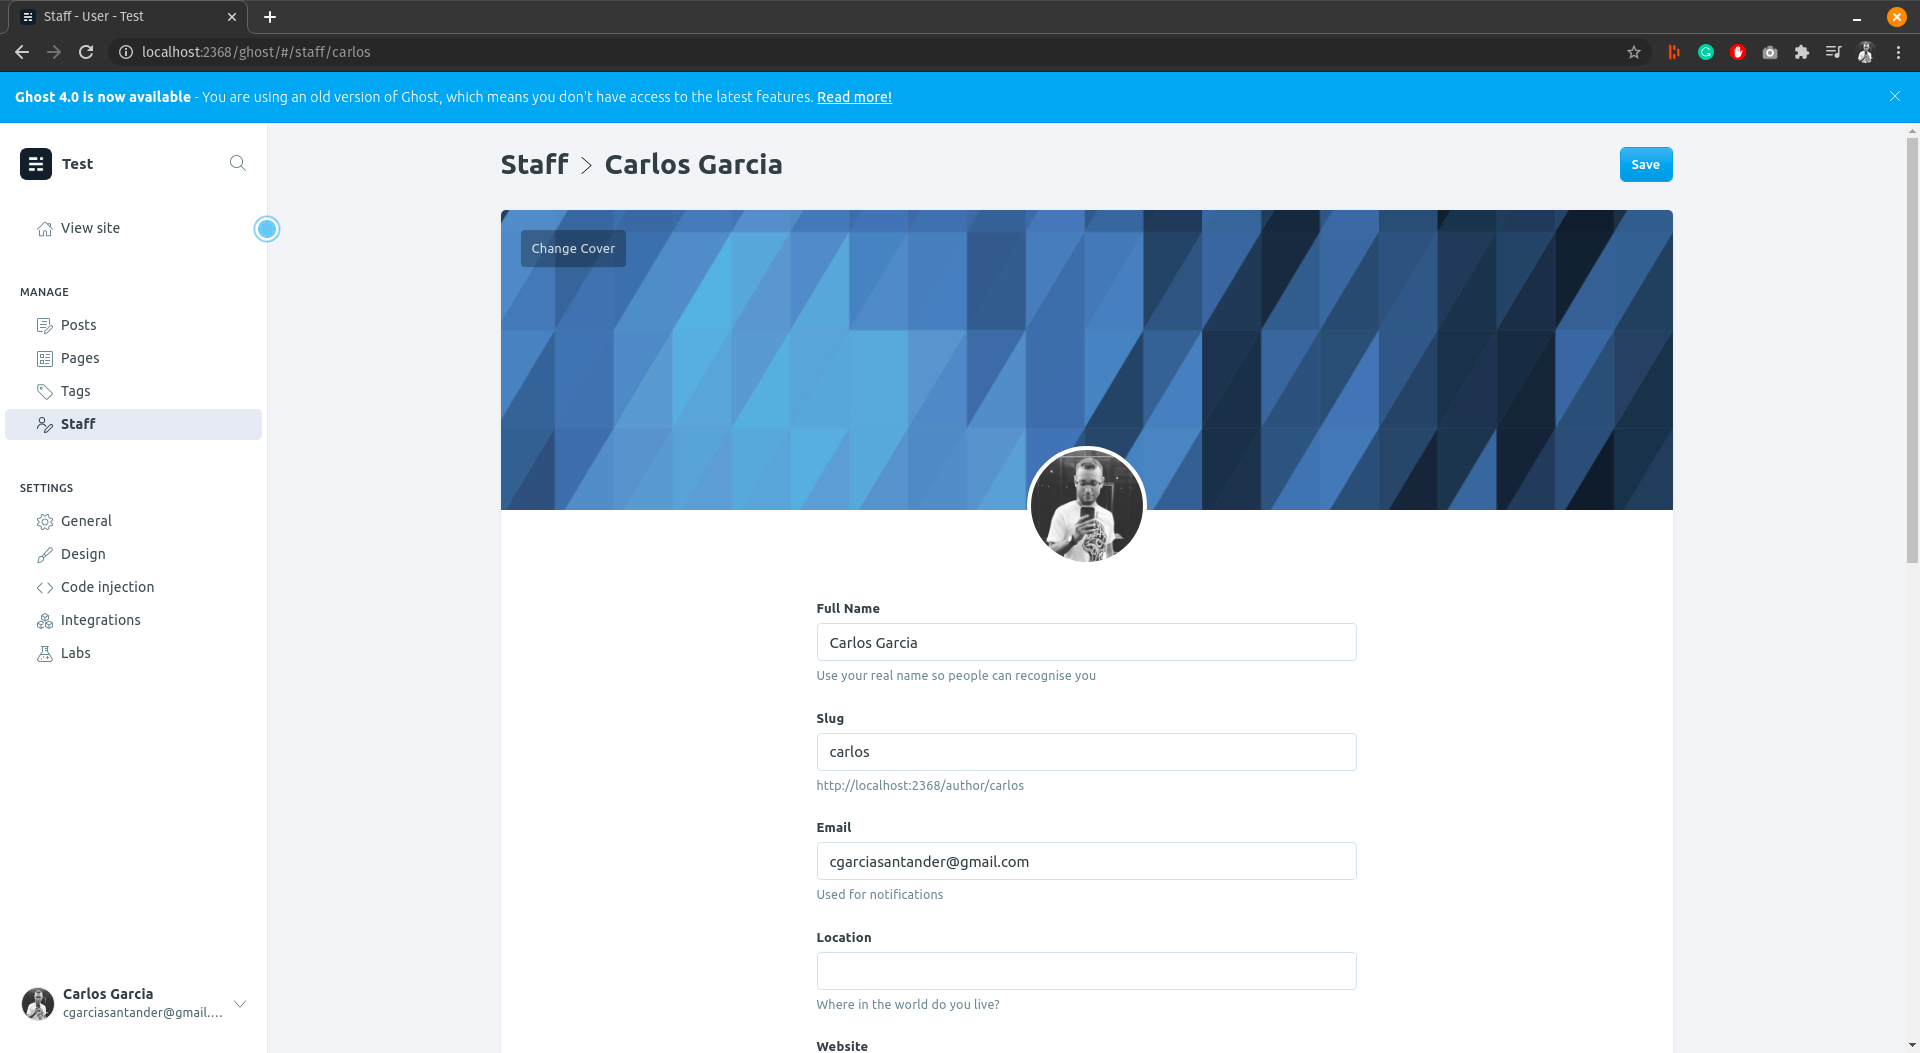 Staff - User - Test
localhost:2368/ghost/#/staff/carlos
Ghost 4.0 is now available - You are using an old version of Ghost, which means you don't have access to the latest features. Read more!
Test
View site
MANAGE
Posts
Pages
Tags
Staff
SETTINGS
General
Design
Code injection
Integrations
Labs
Carlos Garcia
cgarciasantander@gmail....
Staff > Carlos Garcia
Save
Change Cover
Full Name
Carlos Garcia
Use your real name so people can recognise you
Slug
carlos
http://localhost:2368/author/carlos
Email
cgarciasantander@gmail.com
Used for notifications
Location
Where in the world do you live?
Website